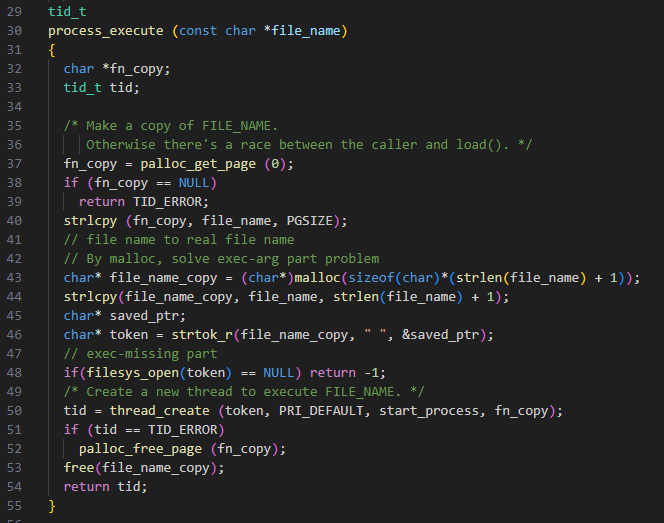 29 tid_t
30 process_execute (const char *file_name)
31 {
32   char *fn_copy;
33   tid_t tid;
34
35   /* Make a copy of FILE_NAME.
36      Otherwise there's a race between the caller and load(). */
37   fn_copy = palloc_get_page (0);
38   if (fn_copy == NULL)
39     return TID_ERROR;
40   strlcpy (fn_copy, file_name, PGSIZE);
41   // file name to real file name
42   // By malloc, solve exec-arg part problem
43   char* file_name_copy = (char*)malloc(sizeof(char)*(strlen(file_name) + 1));
44   strlcpy(file_name_copy, file_name, strlen(file_name) + 1);
45   char* saved_ptr;
46   char* token = strtok_r(file_name_copy, " ", &saved_ptr);
47   // exec-missing part
48   if(filesys_open(token) == NULL) return -1;
49   /* Create a new thread to execute FILE_NAME. */
50   tid = thread_create (token, PRI_DEFAULT, start_process, fn_copy);
51   if (tid == TID_ERROR)
52     palloc_free_page (fn_copy);
53   free(file_name_copy);
54   return tid;
55 }